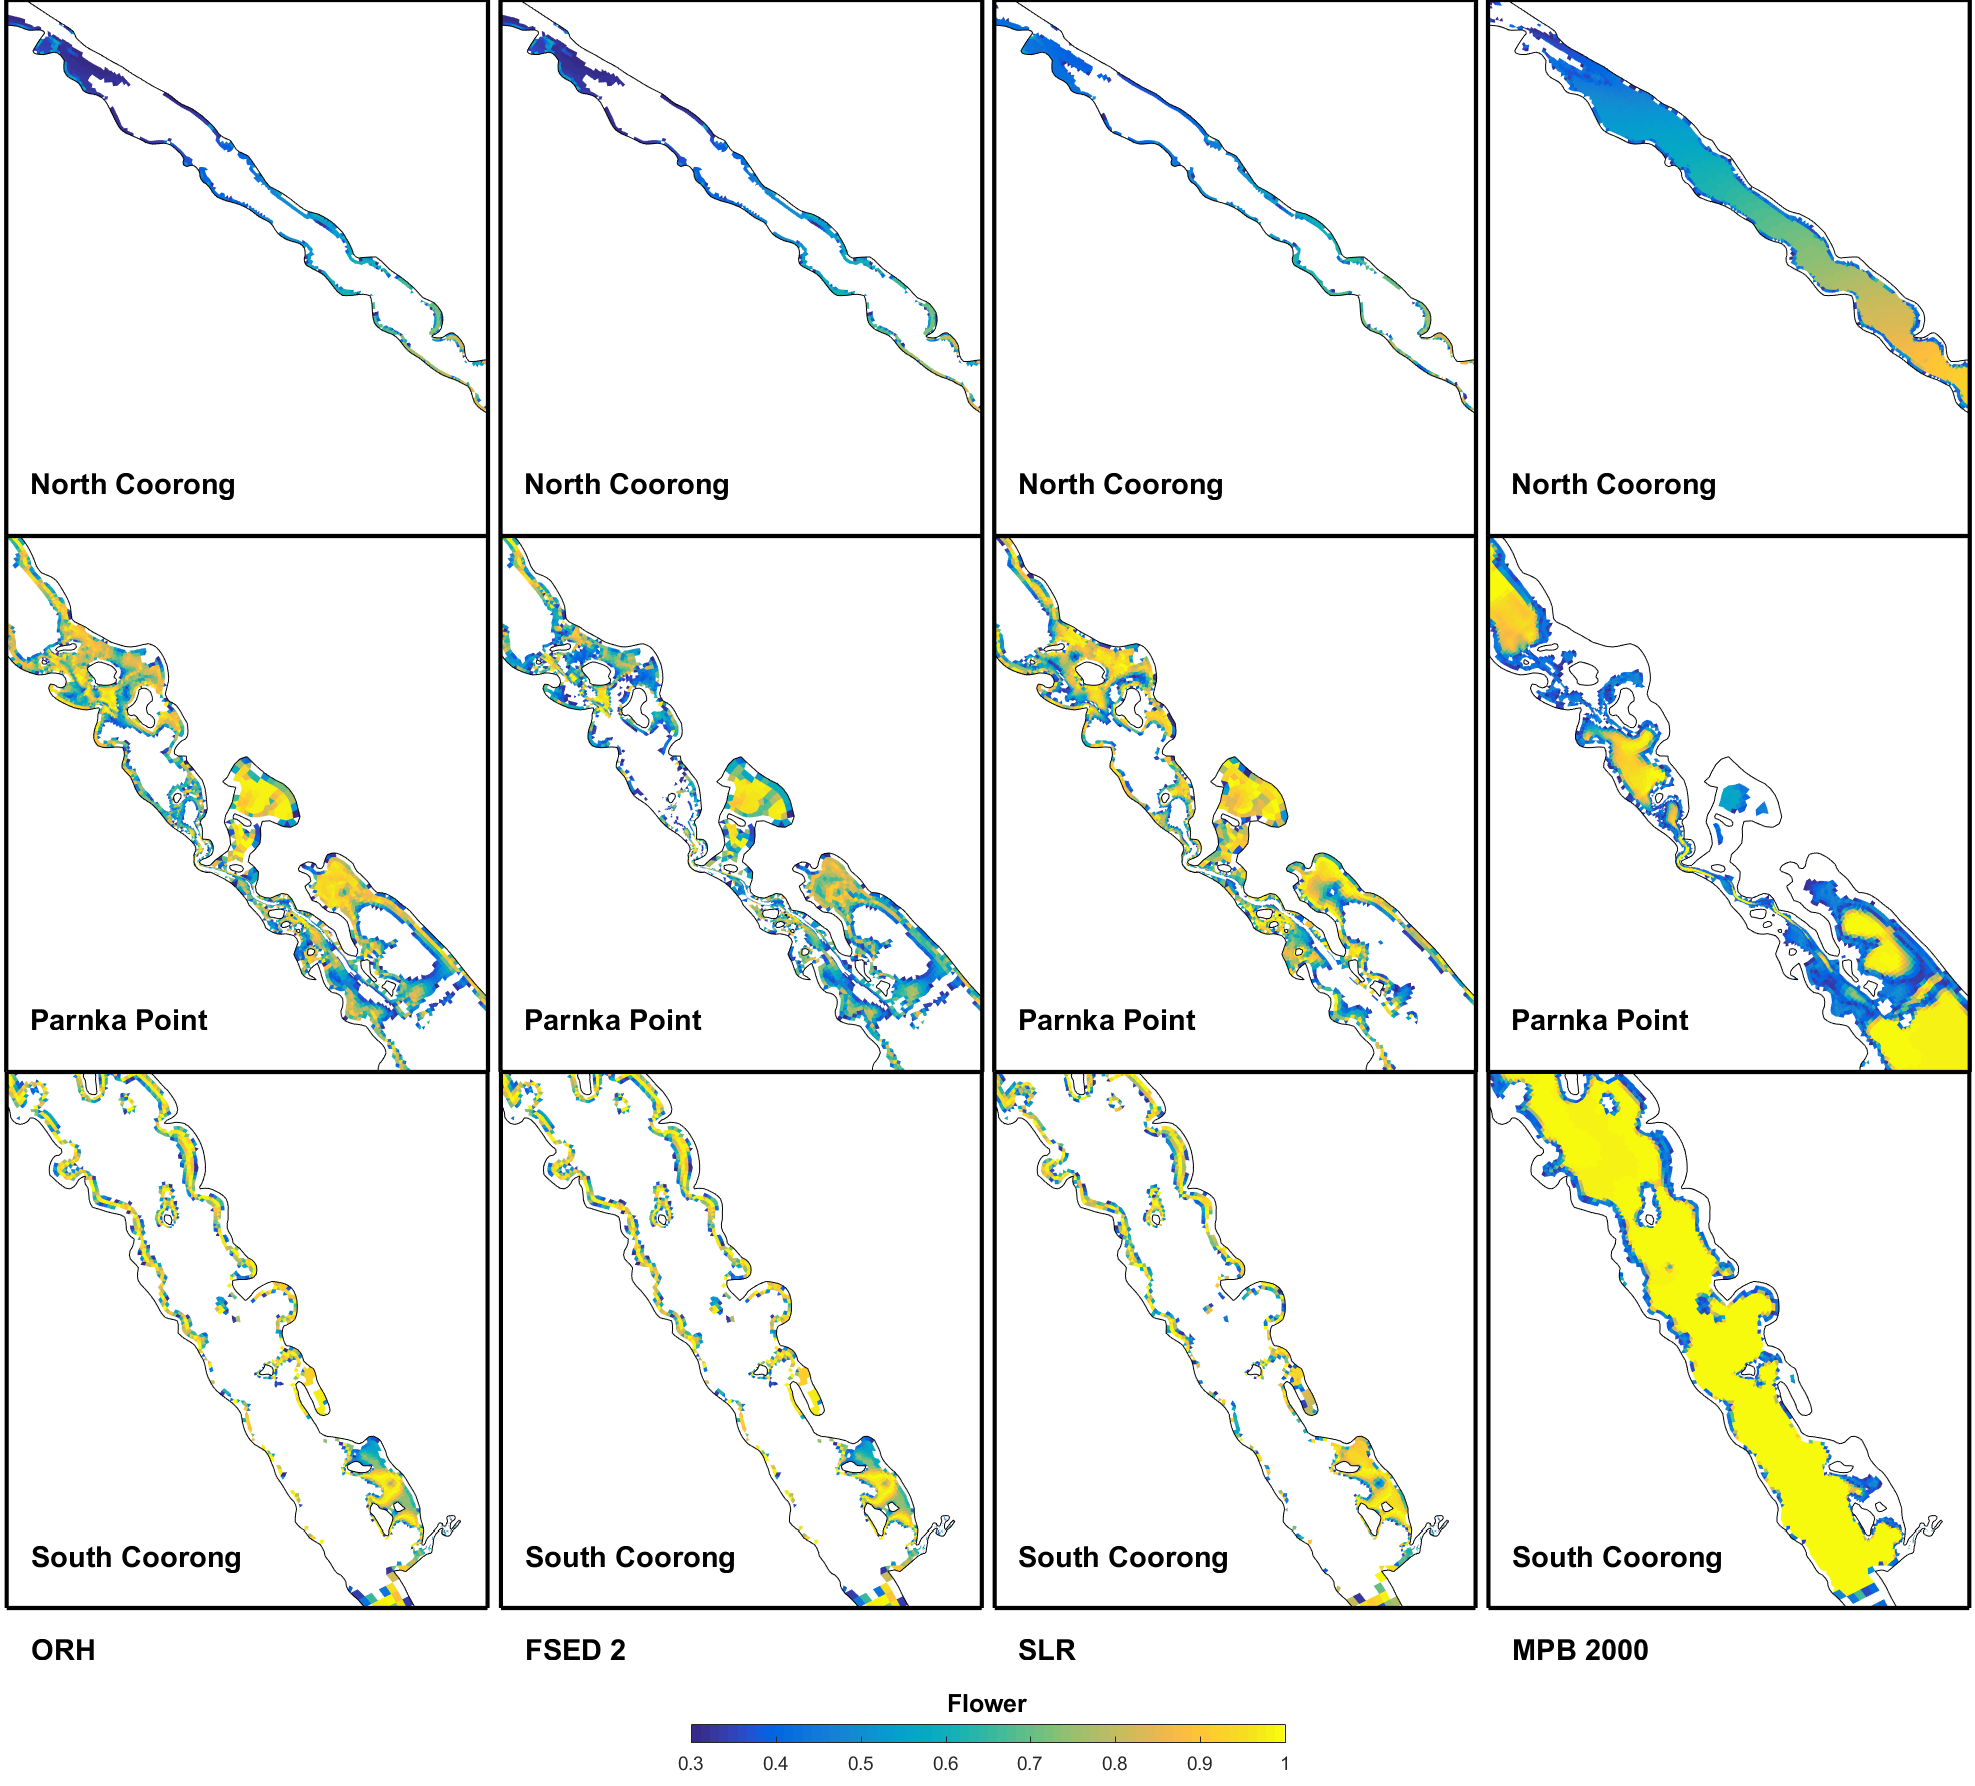 North Coorong North Coorong North Coorong North Coorong
Parnka Point Parnka Point Parnka Point Parnka Point
South Coorong South Coorong South Coorong South Coorong
ORH FSED 2 SLR MPB 2000
Flower
0.3 0.4 0.5 0.6 0.7 0.8 0.9 1